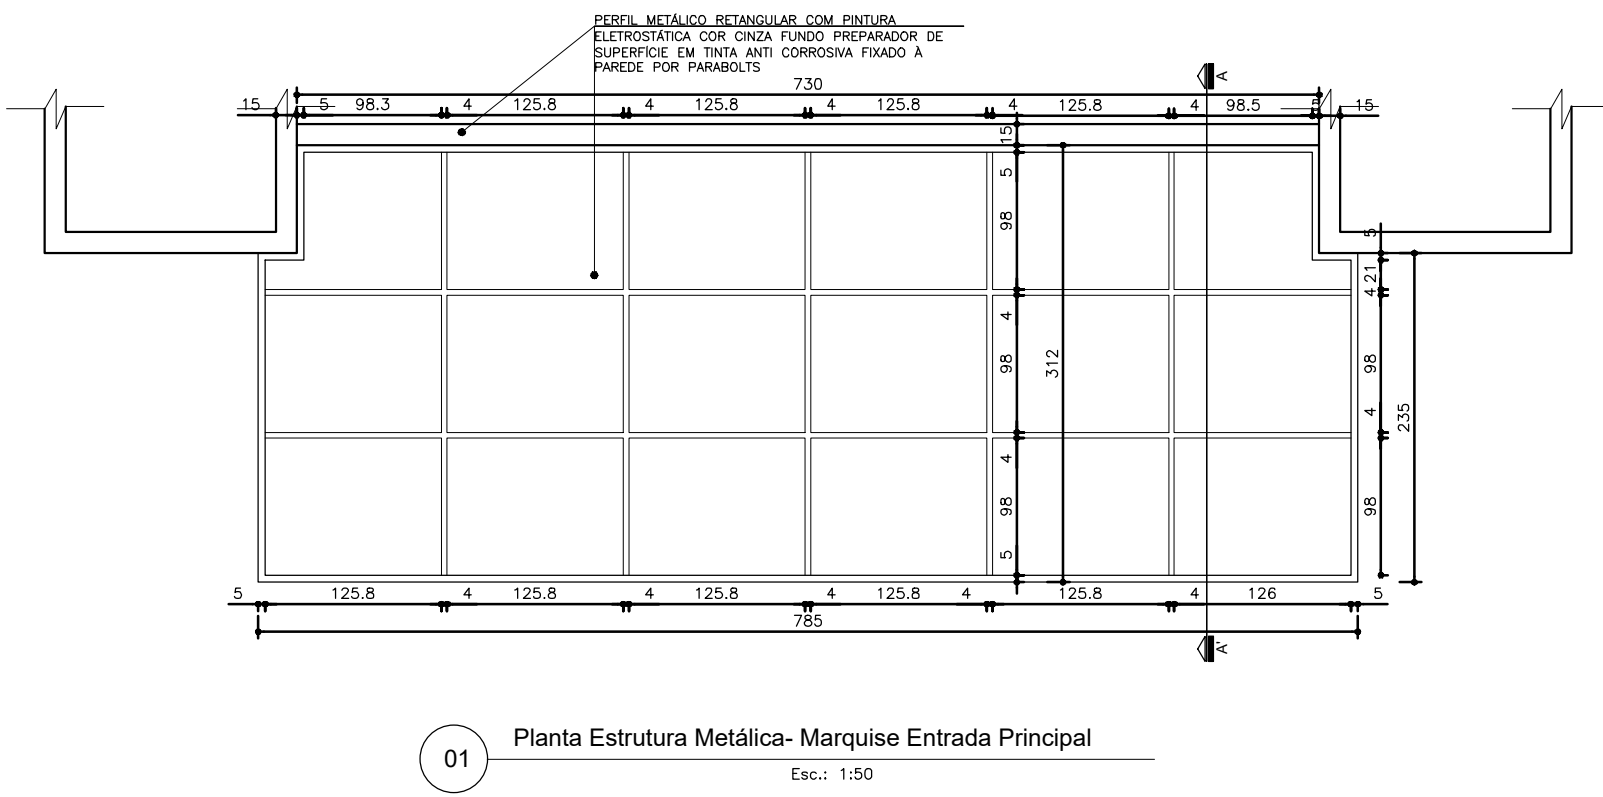 PERFIL METÁLICO RETANGULAR COM PINTURA
ELETROSTÁTICA COR CINZA FUNDO PREPARADOR DE
SUPERFÍCIE EM TINTA ANTI CORROSIVA FIXADO À
PAREDE POR PARABOLTS
A
730
15 5 98.3 4 125.8 4 125.8 4 125.8 4 125.8 4 98.5 5 15
15
5
98
4
98
4
98
5
312
5
21
4
98
4
98
235
5 125.8 4 125.8 4 125.8 4 125.8 4 125.8 4 126 5
785
A'
01
Planta Estrutura Metálica- Marquise Entrada Principal
Esc.: 1:50